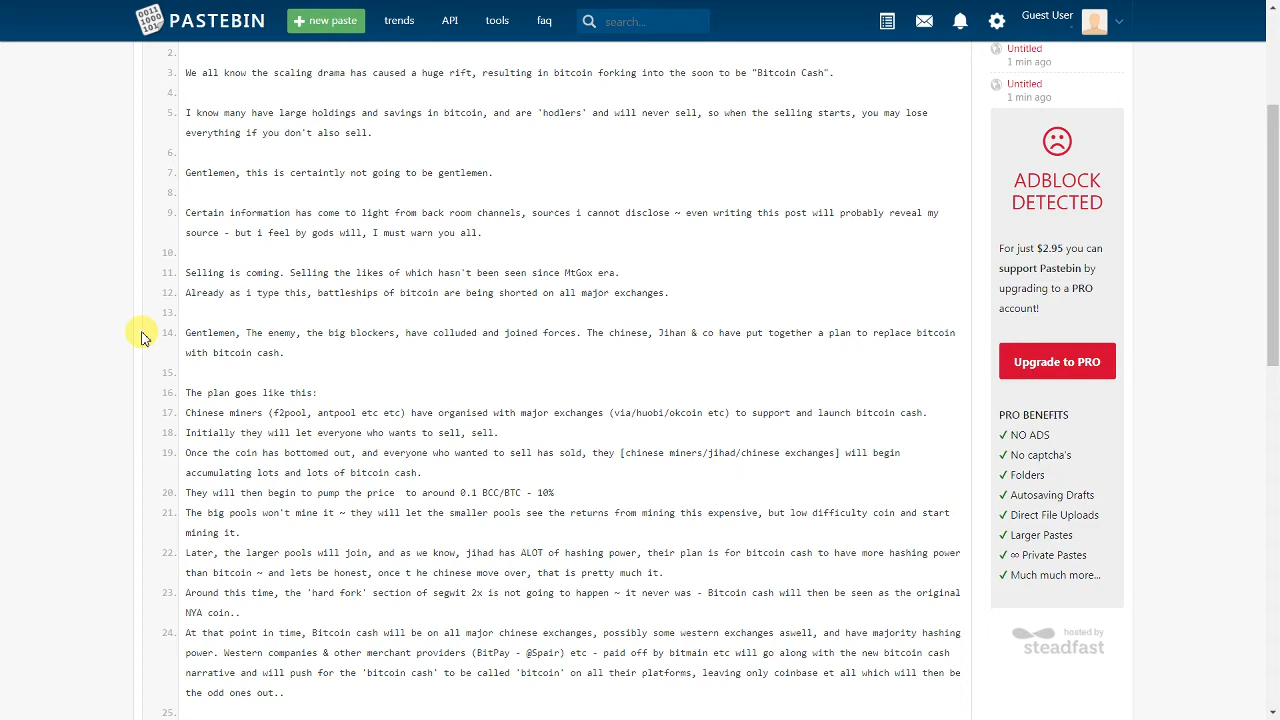 0011
1000
101
PASTEBIN
+ new paste
trends
API
tools
faq
search...
Guest User
2.
3. We all know the scaling drama has caused a huge rift, resulting in bitcoin forking into the soon to be "Bitcoin Cash".
4.
5. I know many have large holdings and savings in bitcoin, and are 'hodlers' and will never sell, so when the selling starts, you may lose
everything if you don't also sell.
6.
7. Gentlemen, this is certaintly not going to be gentlemen.
8.
9. Certain information has come to light from back room channels, sources i cannot disclose ~ even writing this post will probably reveal my
source - but i feel by gods will, I must warn you all.
10.
11. Selling is coming. Selling the likes of which hasn't been seen since MtGox era.
12. Already as i type this, battleships of bitcoin are being shorted on all major exchanges.
13.
14. Gentlemen, The enemy, the big blockers, have colluded and joined forces. The chinese, Jihan & co have put together a plan to replace bitcoin
with bitcoin cash.
15.
16. The plan goes like this:
17. Chinese miners (f2pool, antpool etc etc) have organised with major exchanges (via/huobi/okcoin etc) to support and launch bitcoin cash.
18. Initially they will let everyone who wants to sell, sell.
19. Once the coin has bottomed out, and everyone who wanted to sell has sold, they [chinese miners/jihad/chinese exchanges] will begin
accumulating lots and lots of bitcoin cash.
20. They will then begin to pump the price  to around 0.1 BCC/BTC - 10%
21. The big pools won't mine it ~ they will let the smaller pools see the returns from mining this expensive, but low difficulty coin and start
mining it.
22. Later, the larger pools will join, and as we know, jihad has ALOT of hashing power, their plan is for bitcoin cash to have more hashing power
than bitcoin ~ and lets be honest, once t he chinese move over, that is pretty much it.
23. Around this time, the 'hard fork' section of segwit 2x is not going to happen ~ it never was - Bitcoin cash will then be seen as the original
NYA coin..
24. At that point in time, Bitcoin cash will be on all major chinese exchanges, possibly some western exchanges aswell, and have majority hashing
power. Western companies & other merchent providers (BitPay - @Spair) etc - paid off by bitmain etc will go along with the new bitcoin cash
narrative and will push for the 'bitcoin cash' to be called 'bitcoin' on all their platforms, leaving only coinbase et all which will then be
the odd ones out..
25.
Untitled
1 min ago
Untitled
1 min ago
ADBLOCK
DETECTED
For just $2.95 you can
support Pastebin by
upgrading to a PRO
account!
Upgrade to PRO
PRO BENEFITS
✓ NO ADS
✓ No captcha's
✓ Folders
✓ Autosaving Drafts
✓ Direct File Uploads
✓ Larger Pastes
✓ ∞ Private Pastes
✓ Much much more...
hosted by
steadfast